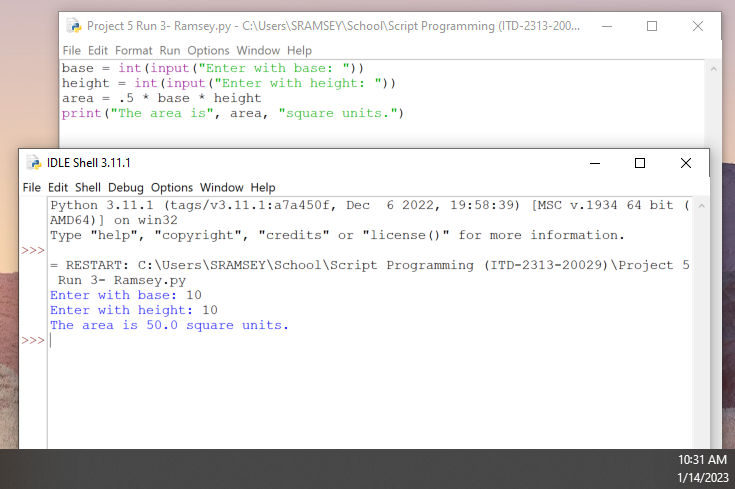 Project 5 Run 3- Ramsey.py - C:\Users\SRAMSEY\School\Script Programming (ITD-2313-200...
File Edit Format Run Options Window Help
base = int(input("Enter with base: "))
height = int(input("Enter with height: "))
area = .5 * base * height
print("The area is", area, "square units.")
IDLE Shell 3.11.1
File Edit Shell Debug Options Window Help
Python 3.11.1 (tags/v3.11.1:a7a450f, Dec  6 2022, 19:58:39) [MSC v.1934 64 bit (
AMD64)] on win32
Type "help", "copyright", "credits" or "license()" for more information.
>>>
= RESTART: C:\Users\SRAMSEY\School\Script Programming (ITD-2313-20029)\Project 5
Run 3- Ramsey.py
Enter with base: 10
Enter with height: 10
The area is 50.0 square units.
>>>
10:31 AM
1/14/2023